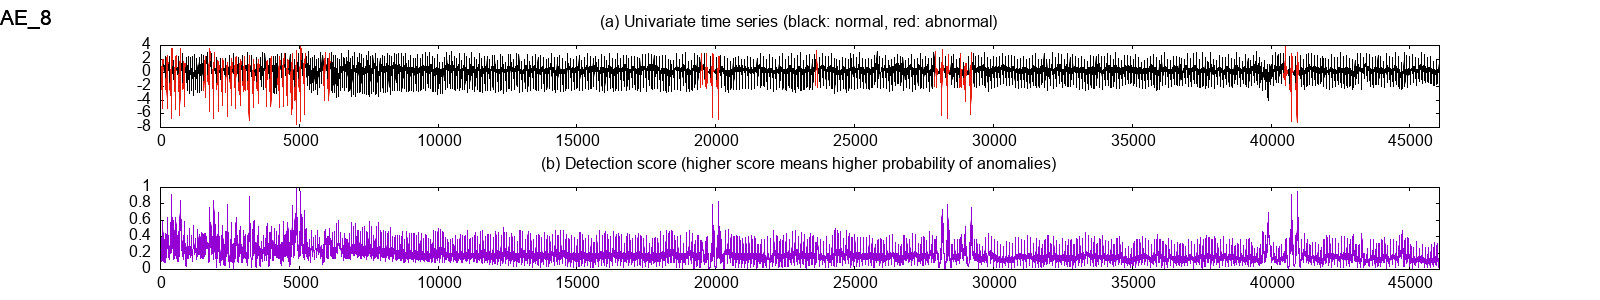 AE_8
(a) Univariate time series (black: normal, red: abnormal)
4
2
0
-2
-4
-6
-8
0 5000 10000 15000 20000 25000 30000 35000 40000 45000
(b) Detection score (higher score means higher probability of anomalies)
1
0.8
0.6
0.4
0.2
0
0 5000 10000 15000 20000 25000 30000 35000 40000 45000